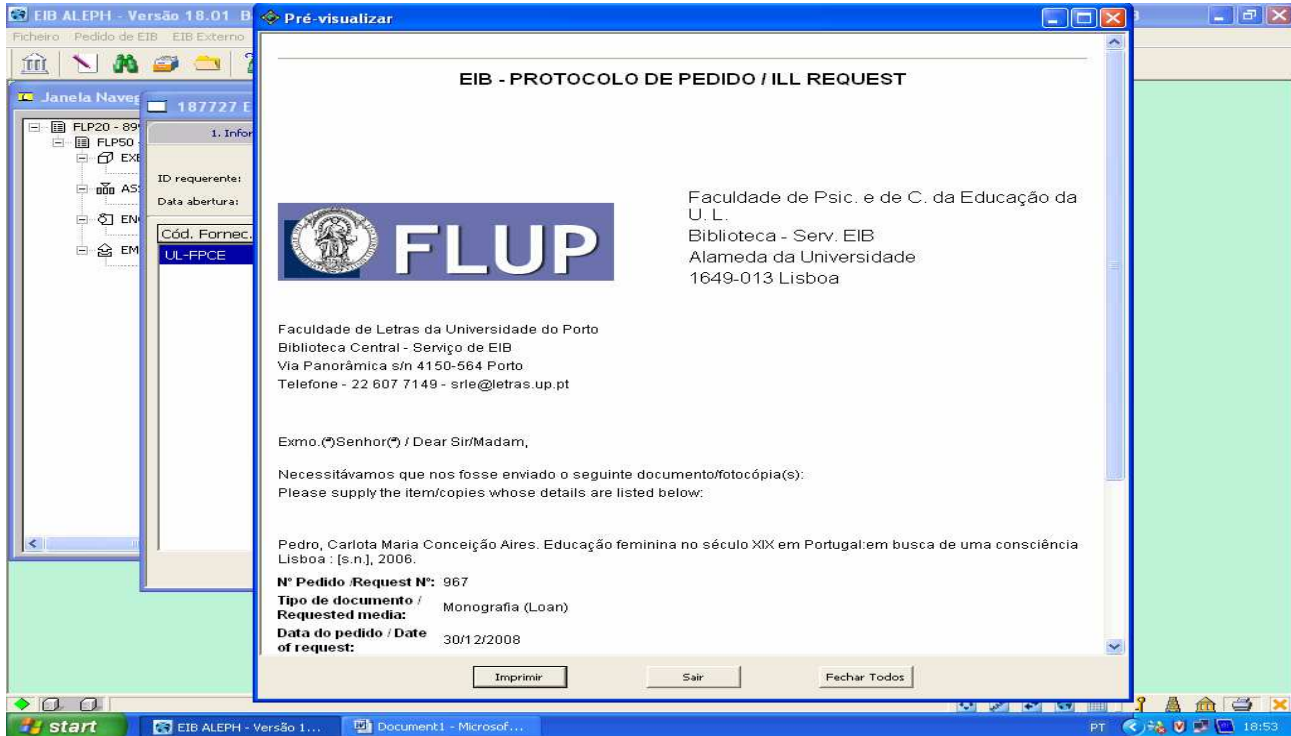 EIB ALEPH - Versão 18.01
Ficheiro Pedido de EIB EIB Externo
Janela Naveg
FLP20 - 89
FLP50
EXE
AS
EN
EM
187727 E
1. Infor
ID requerente:
Data abertura:
Cód. Fornec.
UL-FPCE
Pré-visualizar
EIB - PROTOCOLO DE PEDIDO / ILL REQUEST
FLUP
Faculdade de Psic. e de C. da Educação da
U. L.
Biblioteca - Serv. EIB
Alameda da Universidade
1649-013 Lisboa
Faculdade de Letras da Universidade do Porto
Biblioteca Central - Serviço de EIB
Via Panorâmica s/n 4150-564 Porto
Telefone - 22 607 7149 - srle@letras.up.pt
Exmo.(ª)Senhor(ª) / Dear Sir/Madam,
Necessitávamos que nos fosse enviado o seguinte documento/fotocópia(s):
Please supply the item/copies whose details are listed below:
Pedro, Carlota Maria Conceição Aires. Educação feminina no século XIX em Portugal:em busca de uma consciência
Lisboa : [s.n.], 2006.
Nº Pedido /Request Nº: 967
Tipo de documento /
Requested media: Monografia (Loan)
Data do pedido / Date
of request: 30/12/2008
Imprimir Sair Fechar Todos
start EIB ALEPH - Versão 1... Document1 - Microsof... PT 18:53